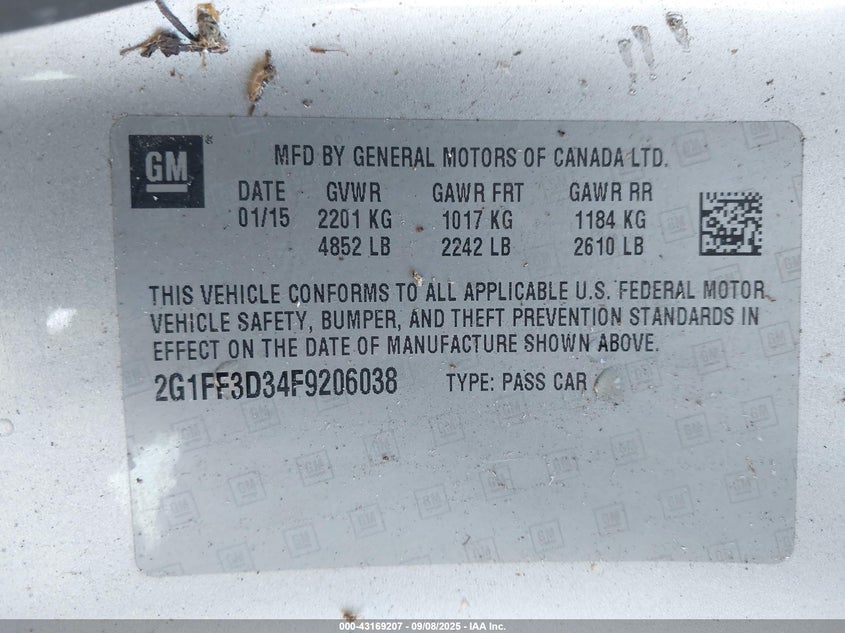 GM
MFD BY GENERAL MOTORS OF CANADA LTD.
DATE GVWR GAWR FRT GAWR RR
01/15 2201 KG 1017 KG 1184 KG
4852 LB 2242 LB 2610 LB
THIS VEHICLE CONFORMS TO ALL APPLICABLE U.S. FEDERAL MOTOR
VEHICLE SAFETY, BUMPER, AND THEFT PREVENTION STANDARDS IN
EFFECT ON THE DATE OF MANUFACTURE SHOWN ABOVE.
2G1FF3D34F9206038 TYPE: PASS CAR
000-43169207 - 09/08/2025 - IAA Inc.